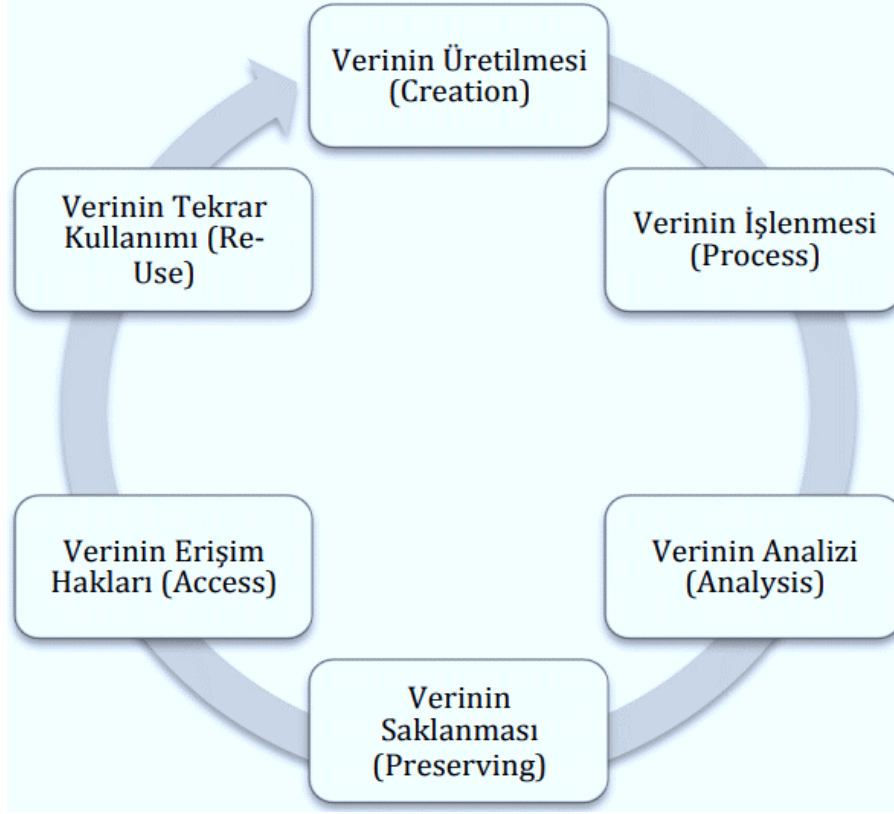 Verinin Üretilmesi
(Creation)
Verinin İşlenmesi
(Process)
Verinin Analizi
(Analysis)
Verinin
Saklanması
(Preserving)
Verinin Erişim
Hakları (Access)
Verinin Tekrar
Kullanımı (Re-
Use)